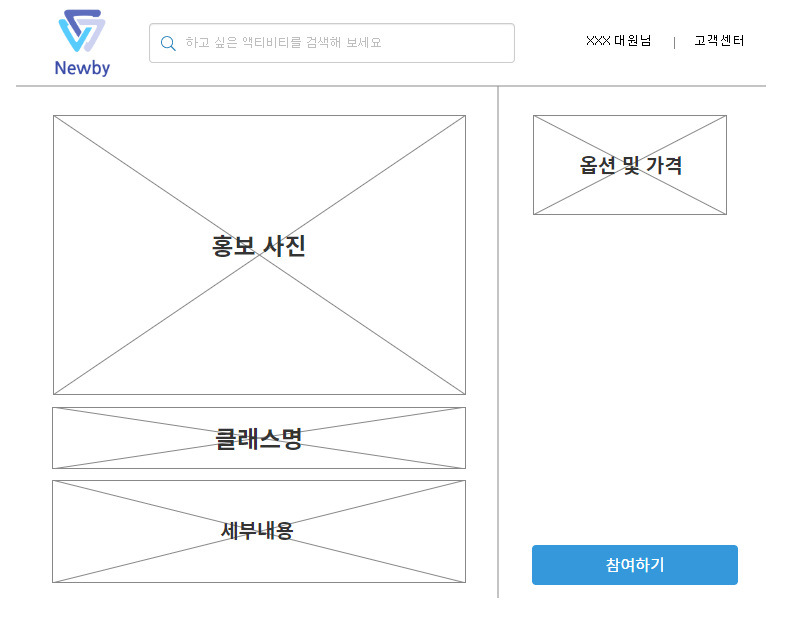 Newby
하고 싶은 액티비티를 검색해 보세요
XXX 대원님 | 고객센터
홍보 사진
클래스명
세부내용
옵션 및 가격
참여하기